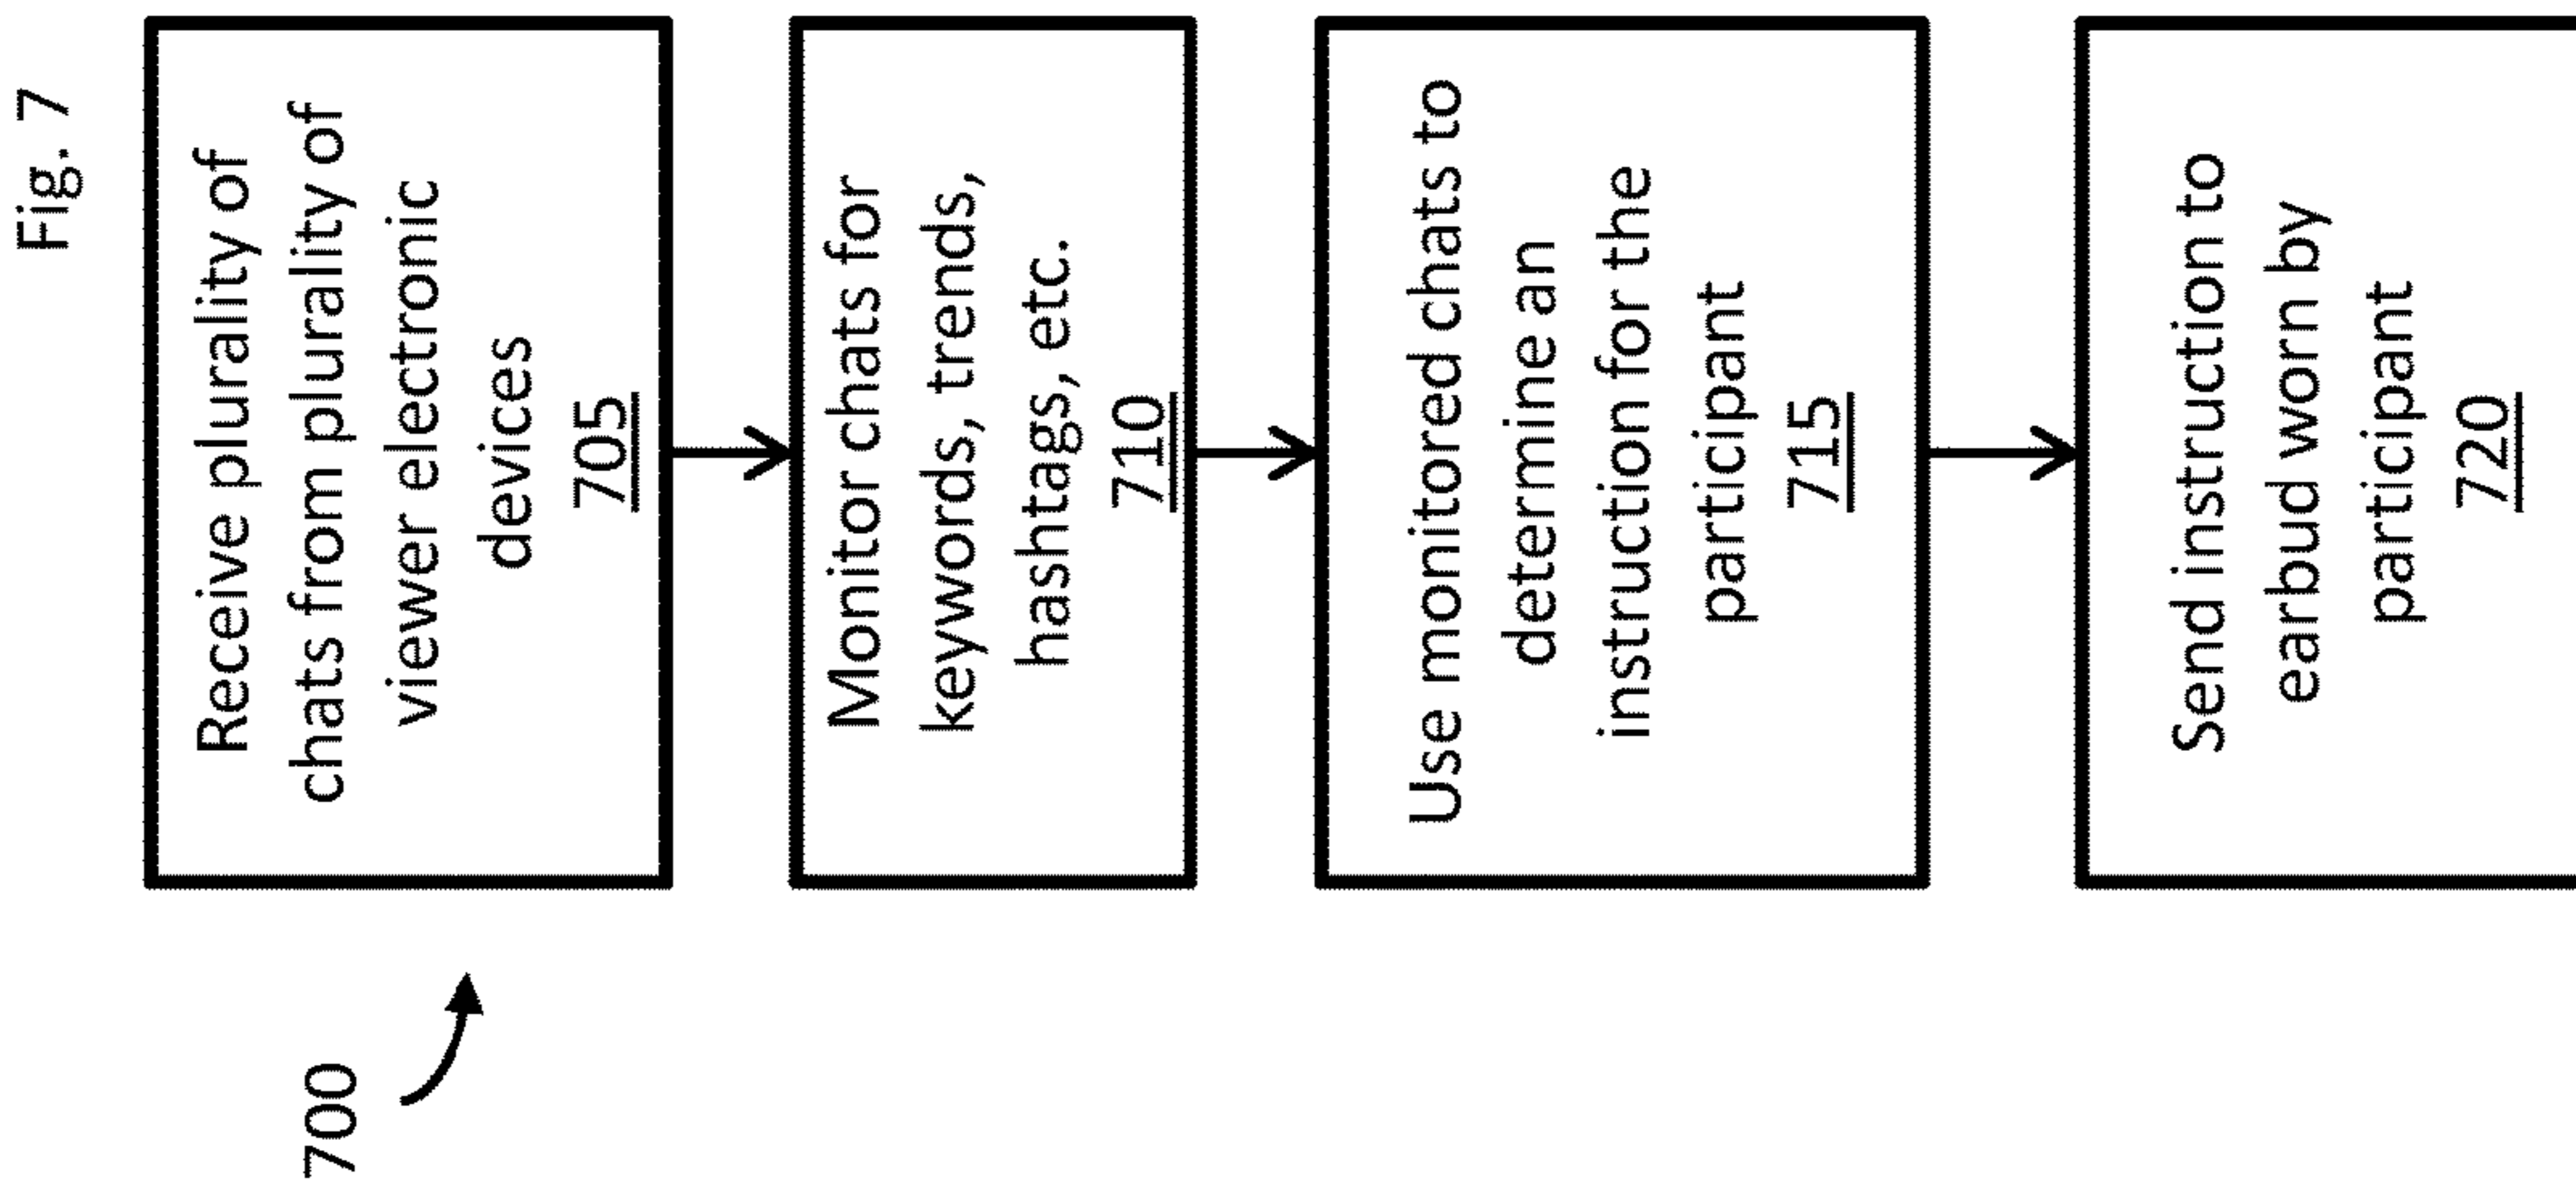 Fig. 7
700
Receive plurality of
chats from plurality of
viewer electronic
devices
705
Monitor chats for
keywords, trends,
hashtags, etc.
710
Use monitored chats to
determine an
instruction for the
participant
715
Send instruction to
earbud worn by
participant
720